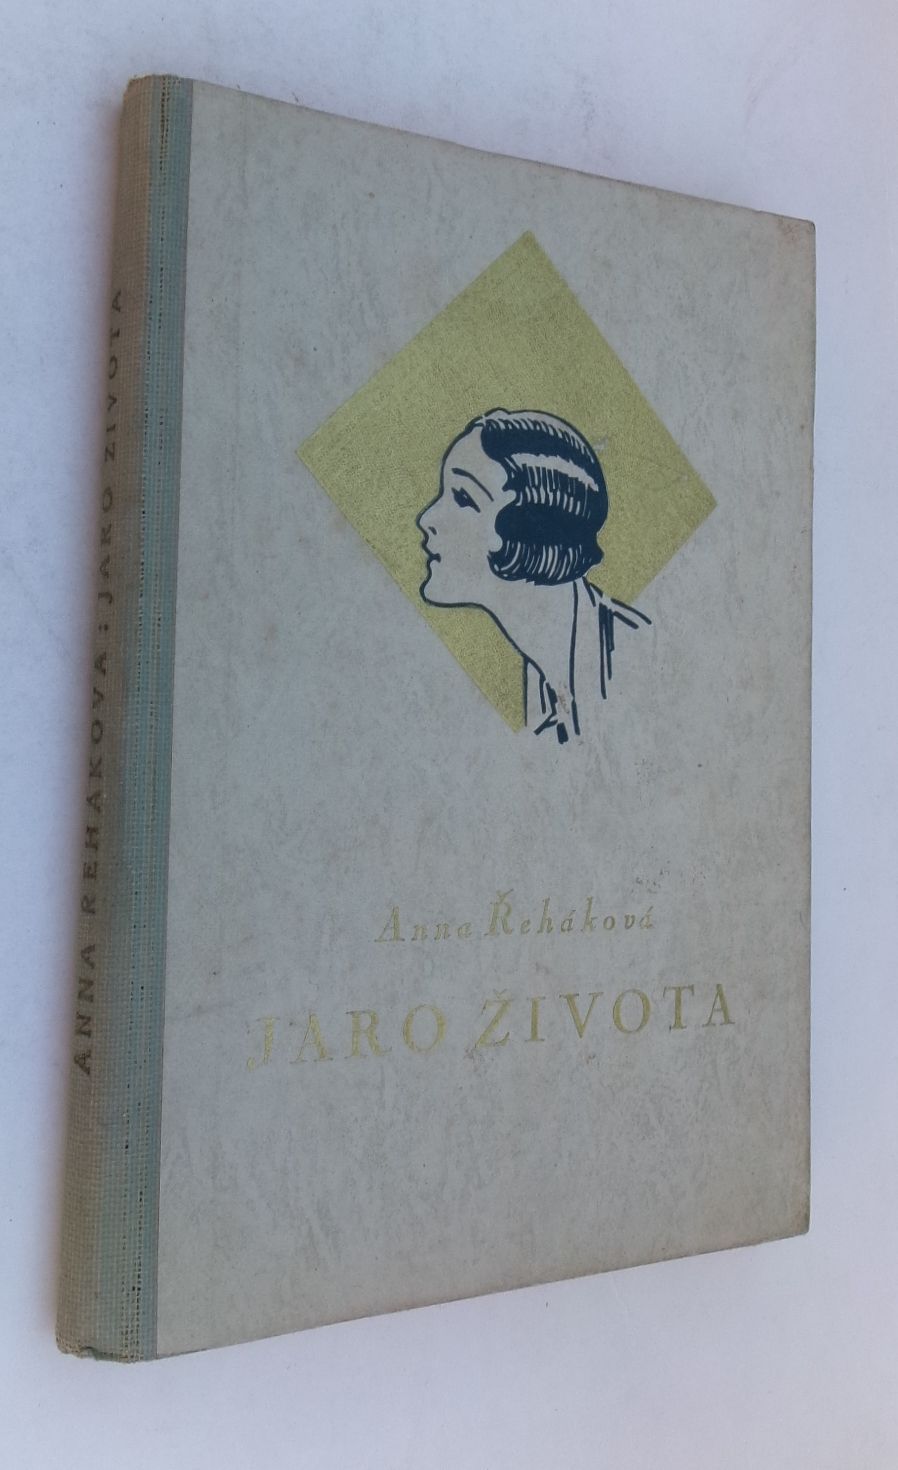 ANNA ŘEHÁKOVÁ: JARO ŽIVOTA
Anna Řeháková
JARO ŽIVOTA